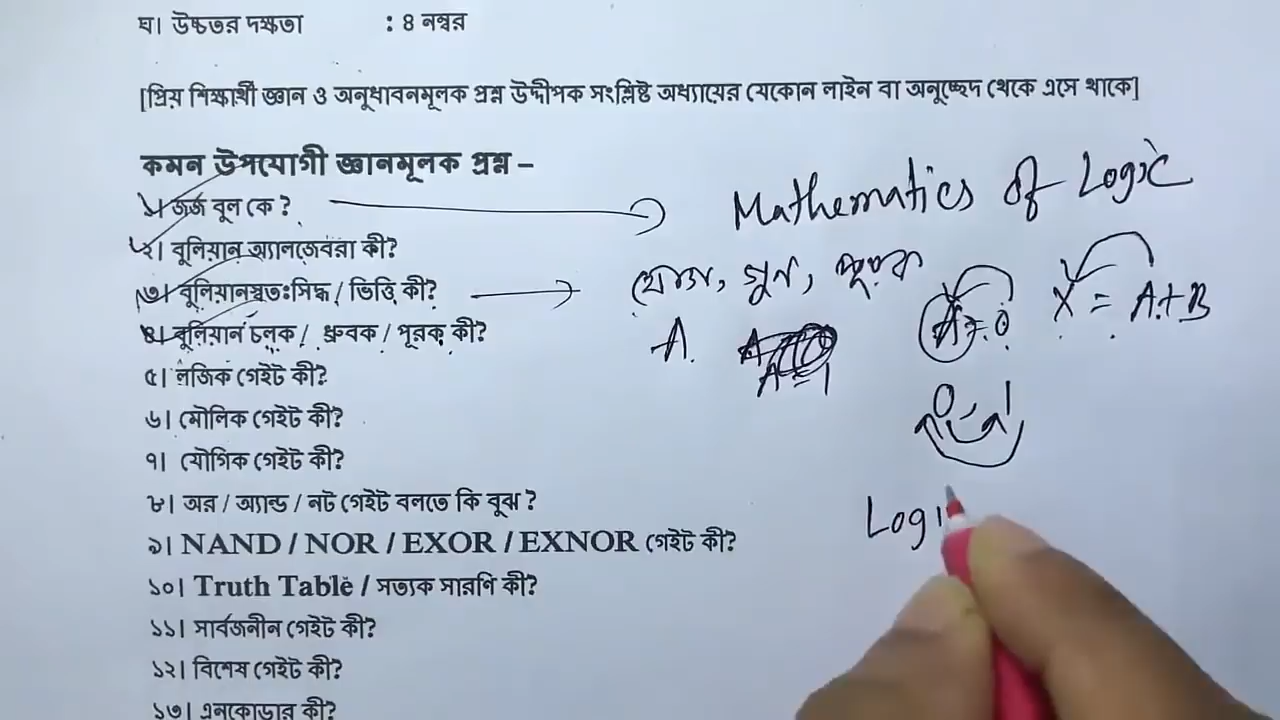 ঘ। উচ্চতর দক্ষতা : ৪ নম্বর
[প্রিয় শিক্ষার্থী জ্ঞান ও অনুধাবনমূলক প্রশ্ন উদ্দীপক সংশ্লিষ্ট অধ্যায়ের যেকোন লাইন বা অনুচ্ছেদ থেকে এসে থাকে]
কমন উপযোগী জ্ঞানমূলক প্রশ্ন –
১। জর্জ বুল কে ? Mathematics of Logic
২। বুলিয়ান অ্যালজেবরা কী?
যোগ, গুন, পূরক
৩। বুলিয়ানস্বতঃসিদ্ধ / ভিত্তি কী?
A. A=1 A=0 X = A+B
৪। বুলিয়ান চলক / ধ্রুবক / পূরক কী?
৫। লজিক গেইট কী?
৬। মৌলিক গেইট কী?
৭। যৌগিক গেইট কী?
৮। অর / অ্যান্ড / নট গেইট বলতে কি বুঝ ?
Logi
৯। NAND / NOR / EXOR / EXNOR গেইট কী?
১০। Truth Table / সত্যক সারণি কী?
১১। সার্বজনীন গেইট কী?
১২। বিশেষ গেইট কী?
১৩। এনকোডার কী?